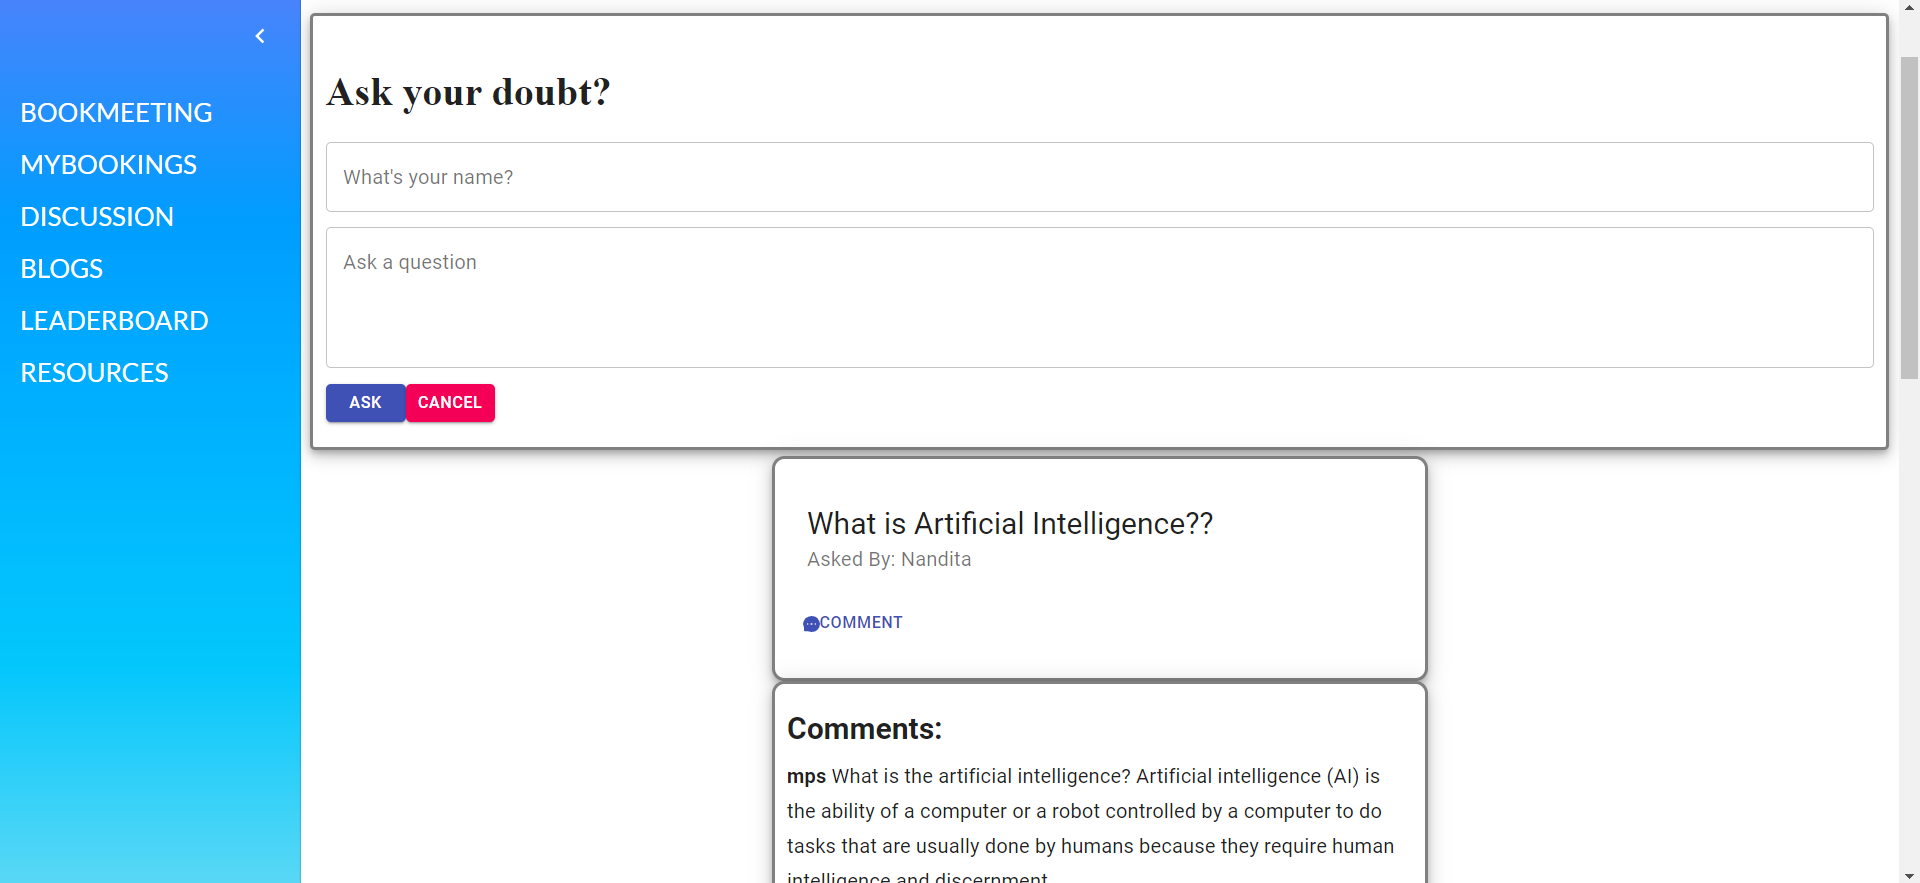 BOOKMEETING
MYBOOKINGS
DISCUSSION
BLOGS
LEADERBOARD
RESOURCES
Ask your doubt?
What's your name?
Ask a question
ASK CANCEL
What is Artificial Intelligence??
Asked By: Nandita
COMMENT
Comments:
mps What is the artificial intelligence? Artificial intelligence (AI) is
the ability of a computer or a robot controlled by a computer to do
tasks that are usually done by humans because they require human
intelligence and discernment